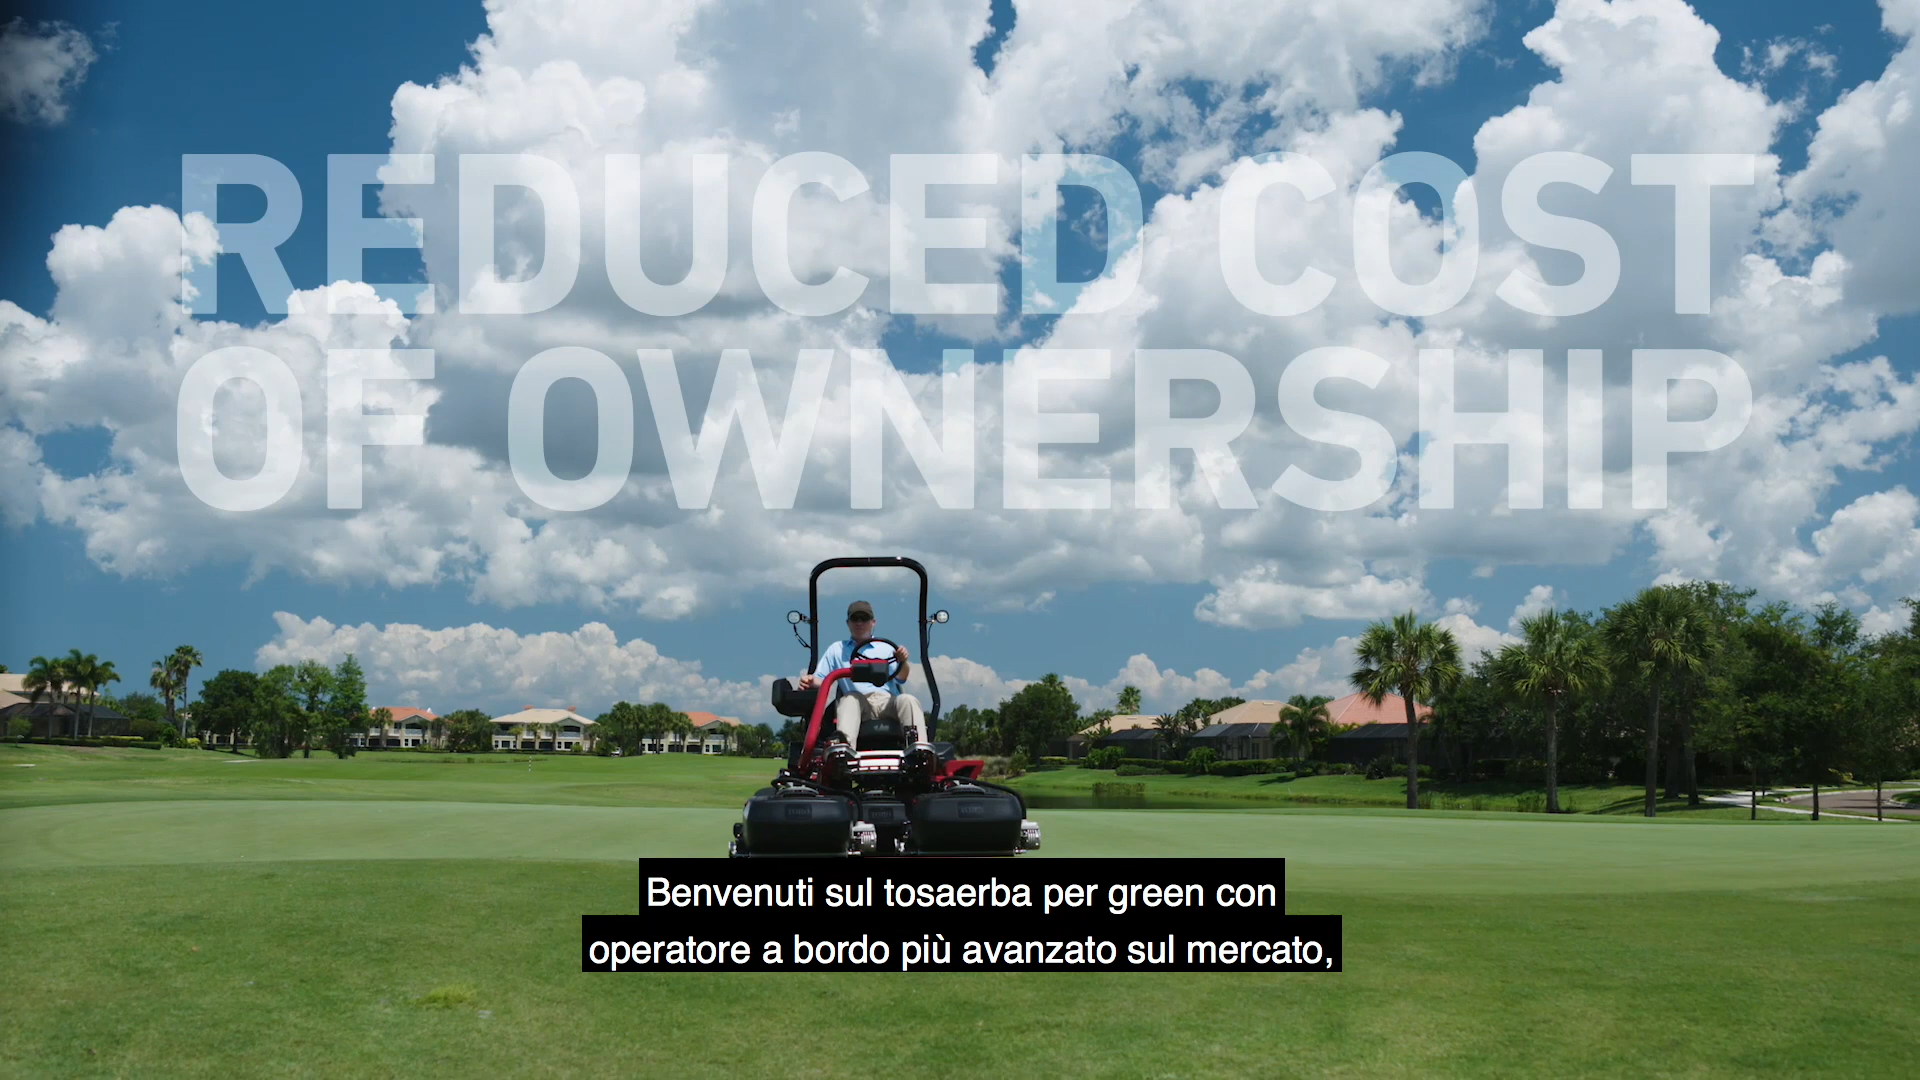 REDUCED COST
OF OWNERSHIP
Benvenuti sul tosaerba per green con
operatore a bordo più avanzato sul mercato,